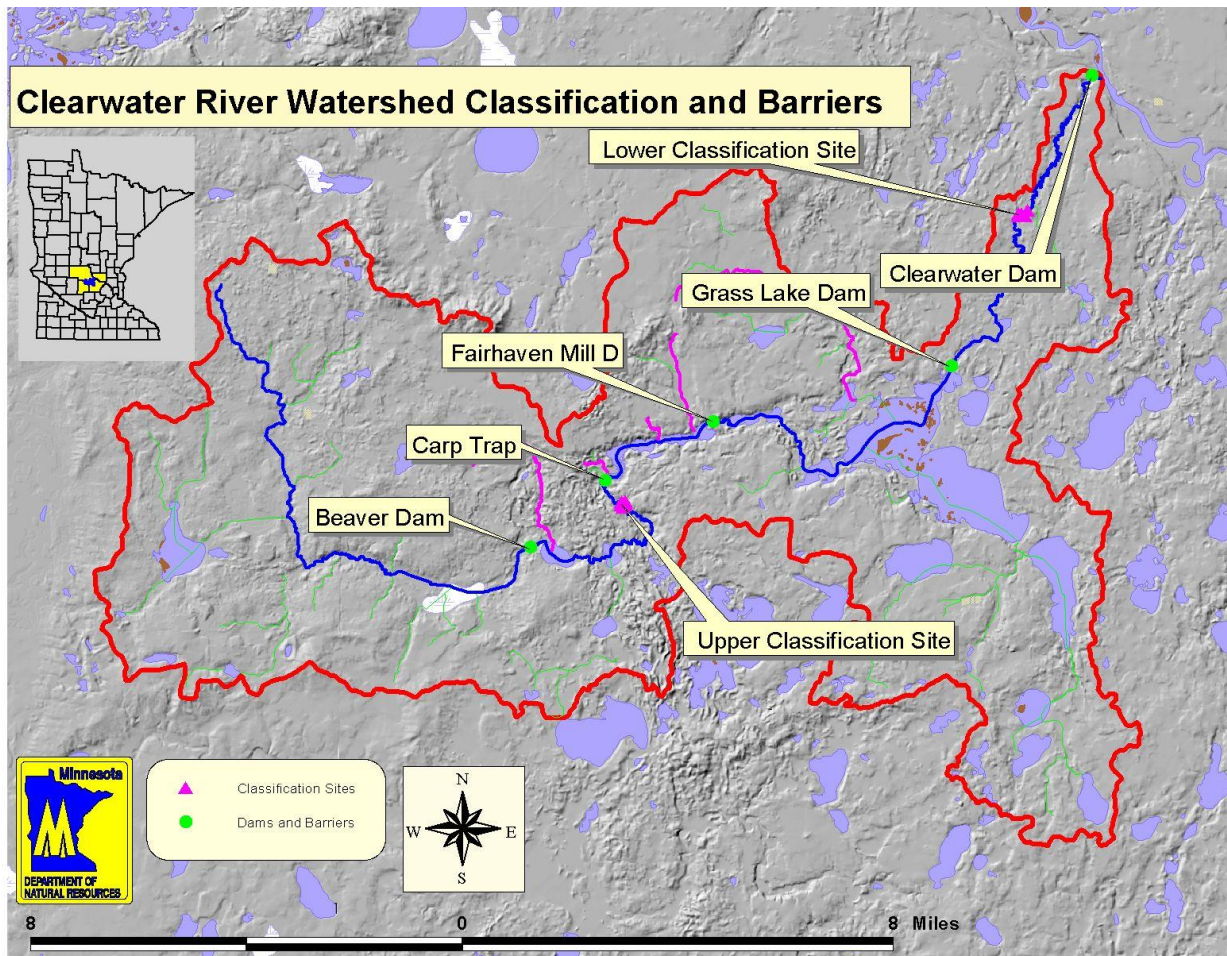 Clearwater River Watershed Classification and Barriers
Lower Classification Site
Clearwater Dam
Grass Lake Dam
Fairhaven Mill D
Carp Trap
Beaver Dam
Upper Classification Site
Minnesota
DEPARTMENT OF
NATURAL RESOURCES
Classification Sites
Dams and Barriers
N
W E
S
8 0 8 Miles